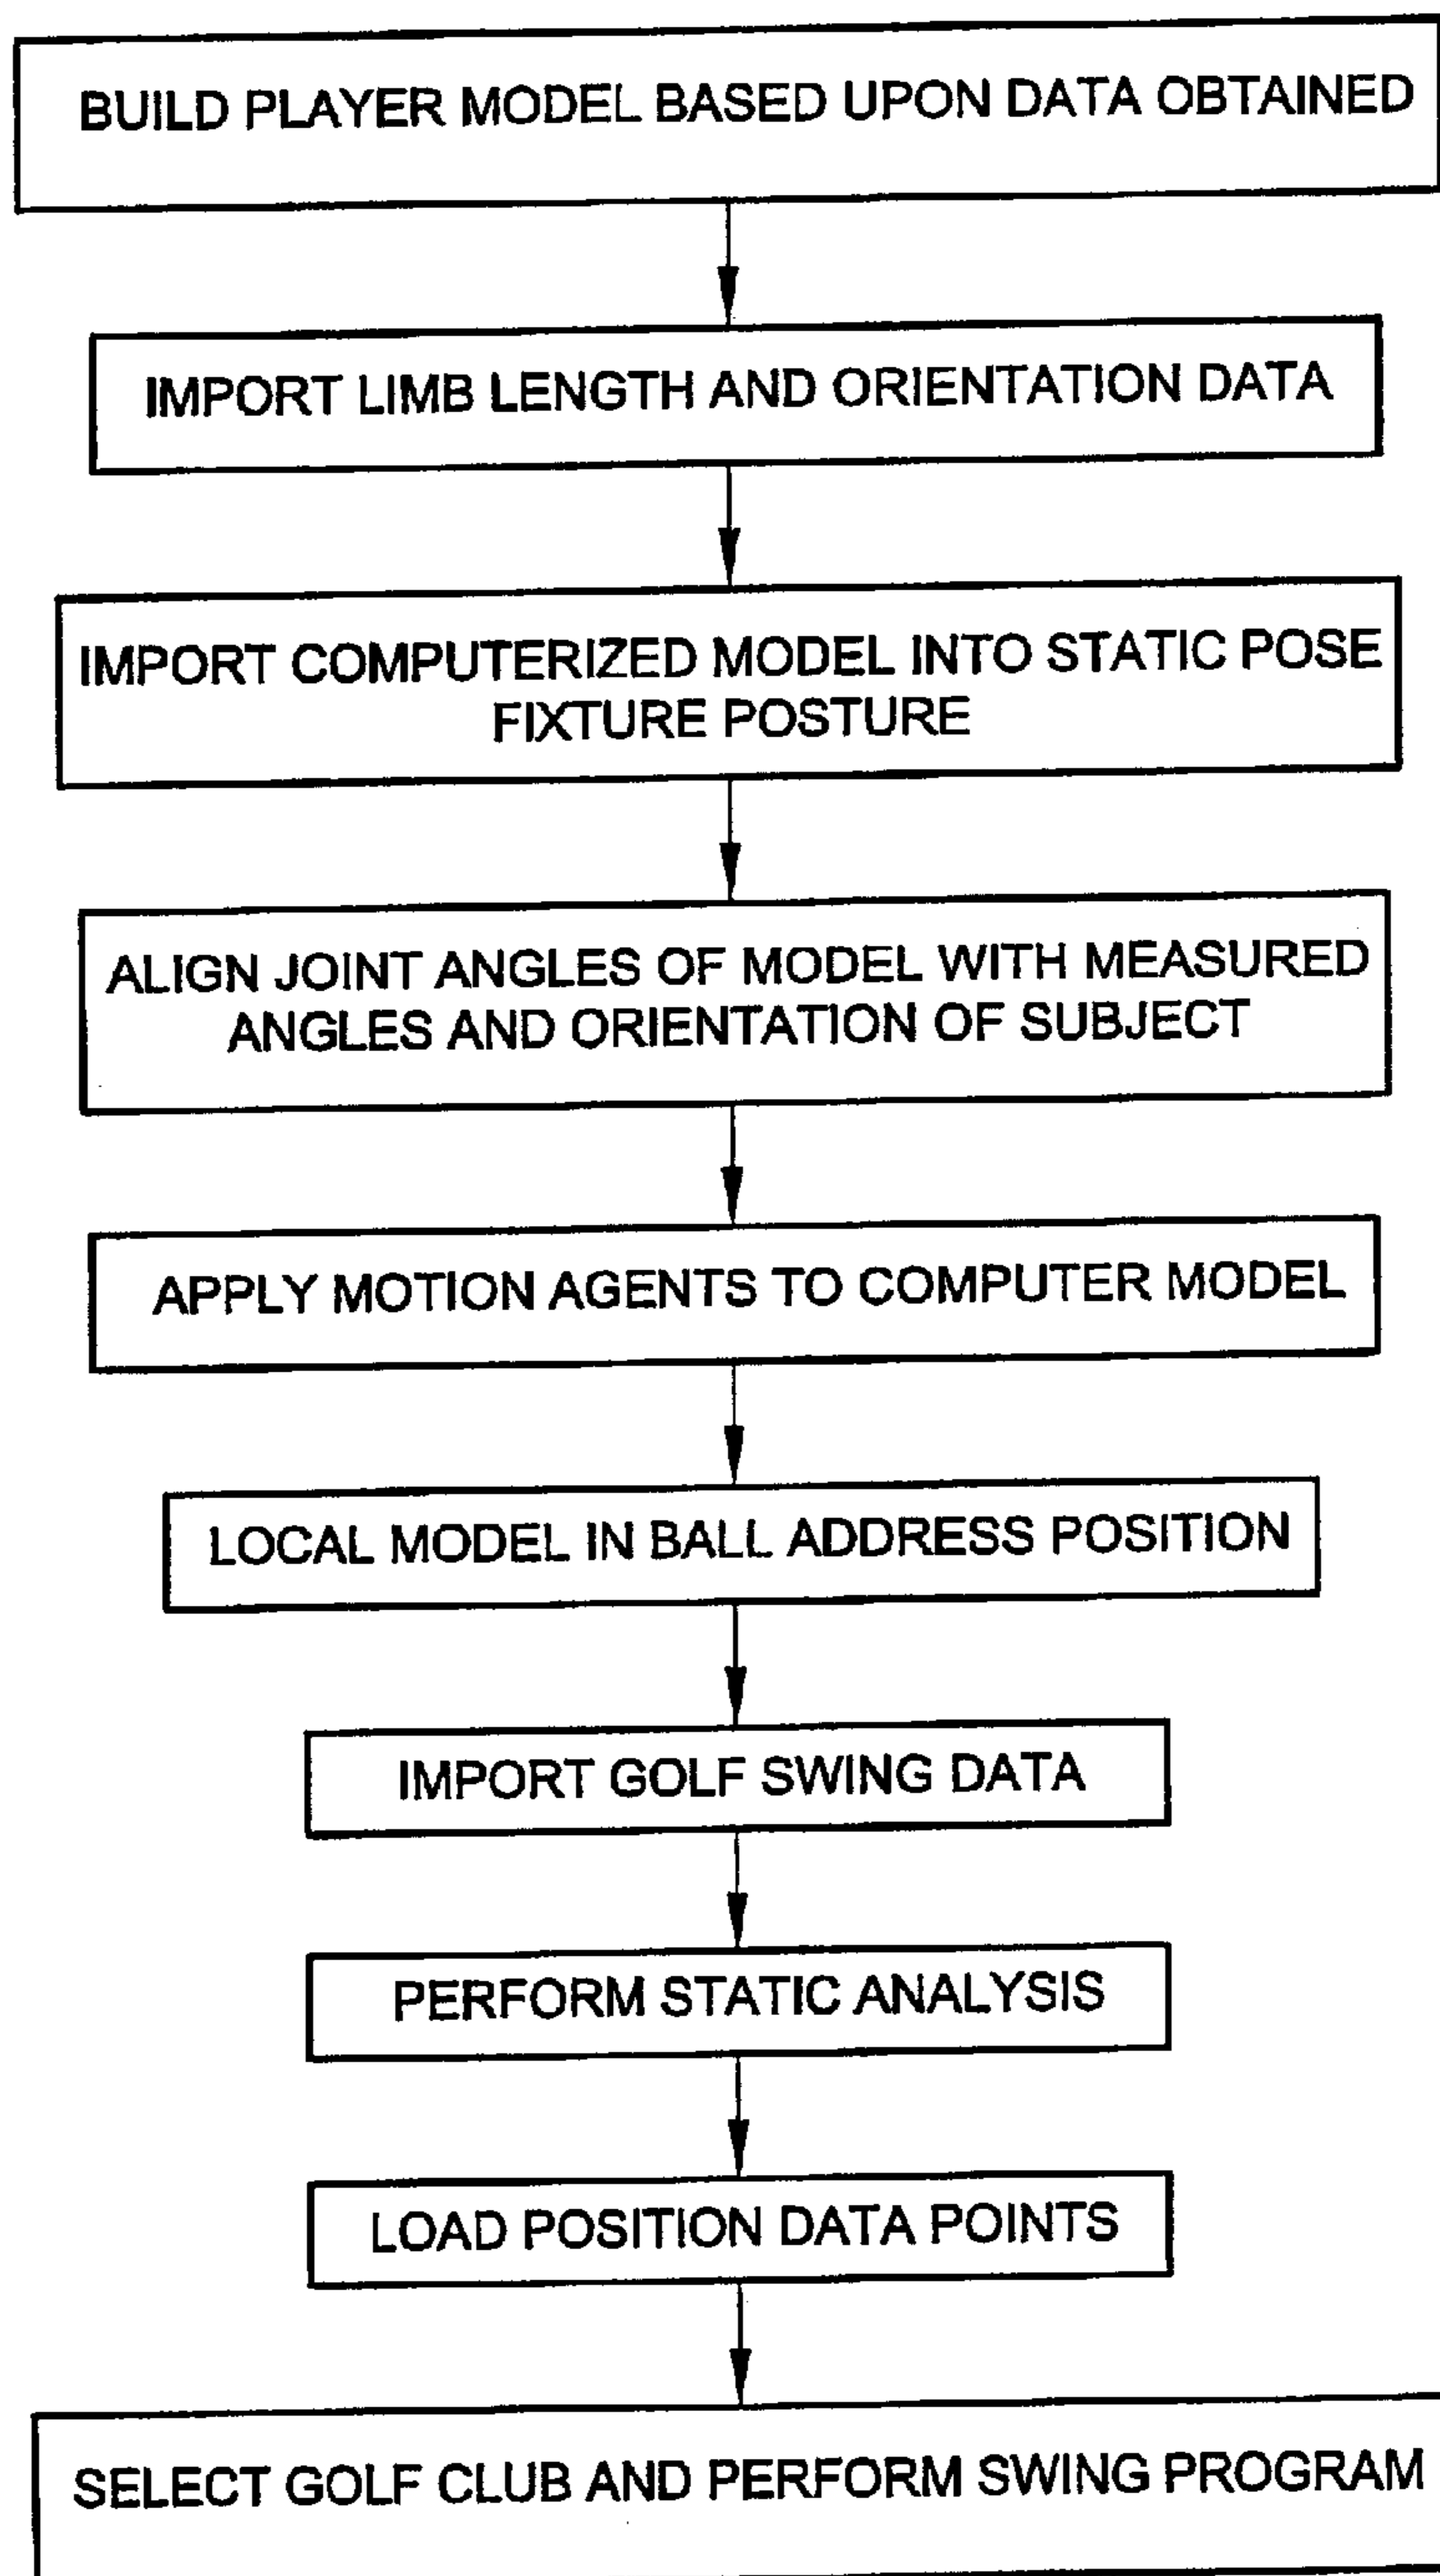 BUILD PLAYER MODEL BASED UPON DATA OBTAINED
IMPORT LIMB LENGTH AND ORIENTATION DATA
IMPORT COMPUTERIZED MODEL INTO STATIC POSE
FIXTURE POSTURE
ALIGN JOINT ANGLES OF MODEL WITH MEASURED
ANGLES AND ORIENTATION OF SUBJECT
APPLY MOTION AGENTS TO COMPUTER MODEL
LOCAL MODEL IN BALL ADDRESS POSITION
IMPORT GOLF SWING DATA
PERFORM STATIC ANALYSIS
LOAD POSITION DATA POINTS
SELECT GOLF CLUB AND PERFORM SWING PROGRAM